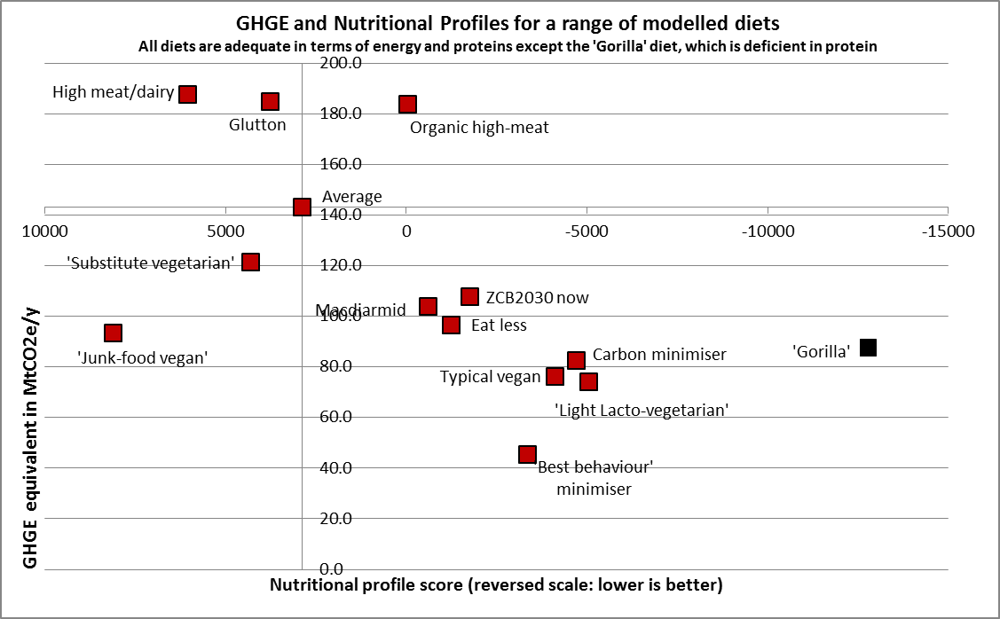 GHGE and Nutritional Profiles for a range of modelled diets
All diets are adequate in terms of energy and proteins except the 'Gorilla' diet, which is deficient in protein
200.0
High meat/dairy
Glutton
180.0
Organic high-meat
160.0
Average
140.0
10000 5000 0 -5000 -10000 -15000
'Substitute vegetarian'
120.0
ZCB2030 now
Macdiarmid
100.0
Eat less
'Junk-food vegan'
'Gorilla'
Carbon minimiser
80.0
Typical vegan
'Light Lacto-vegetarian'
60.0
40.0
'Best behaviour'
minimiser
20.0
0.0
GHGE equivalent in MtCO2e/y
Nutritional profile score (reversed scale: lower is better)